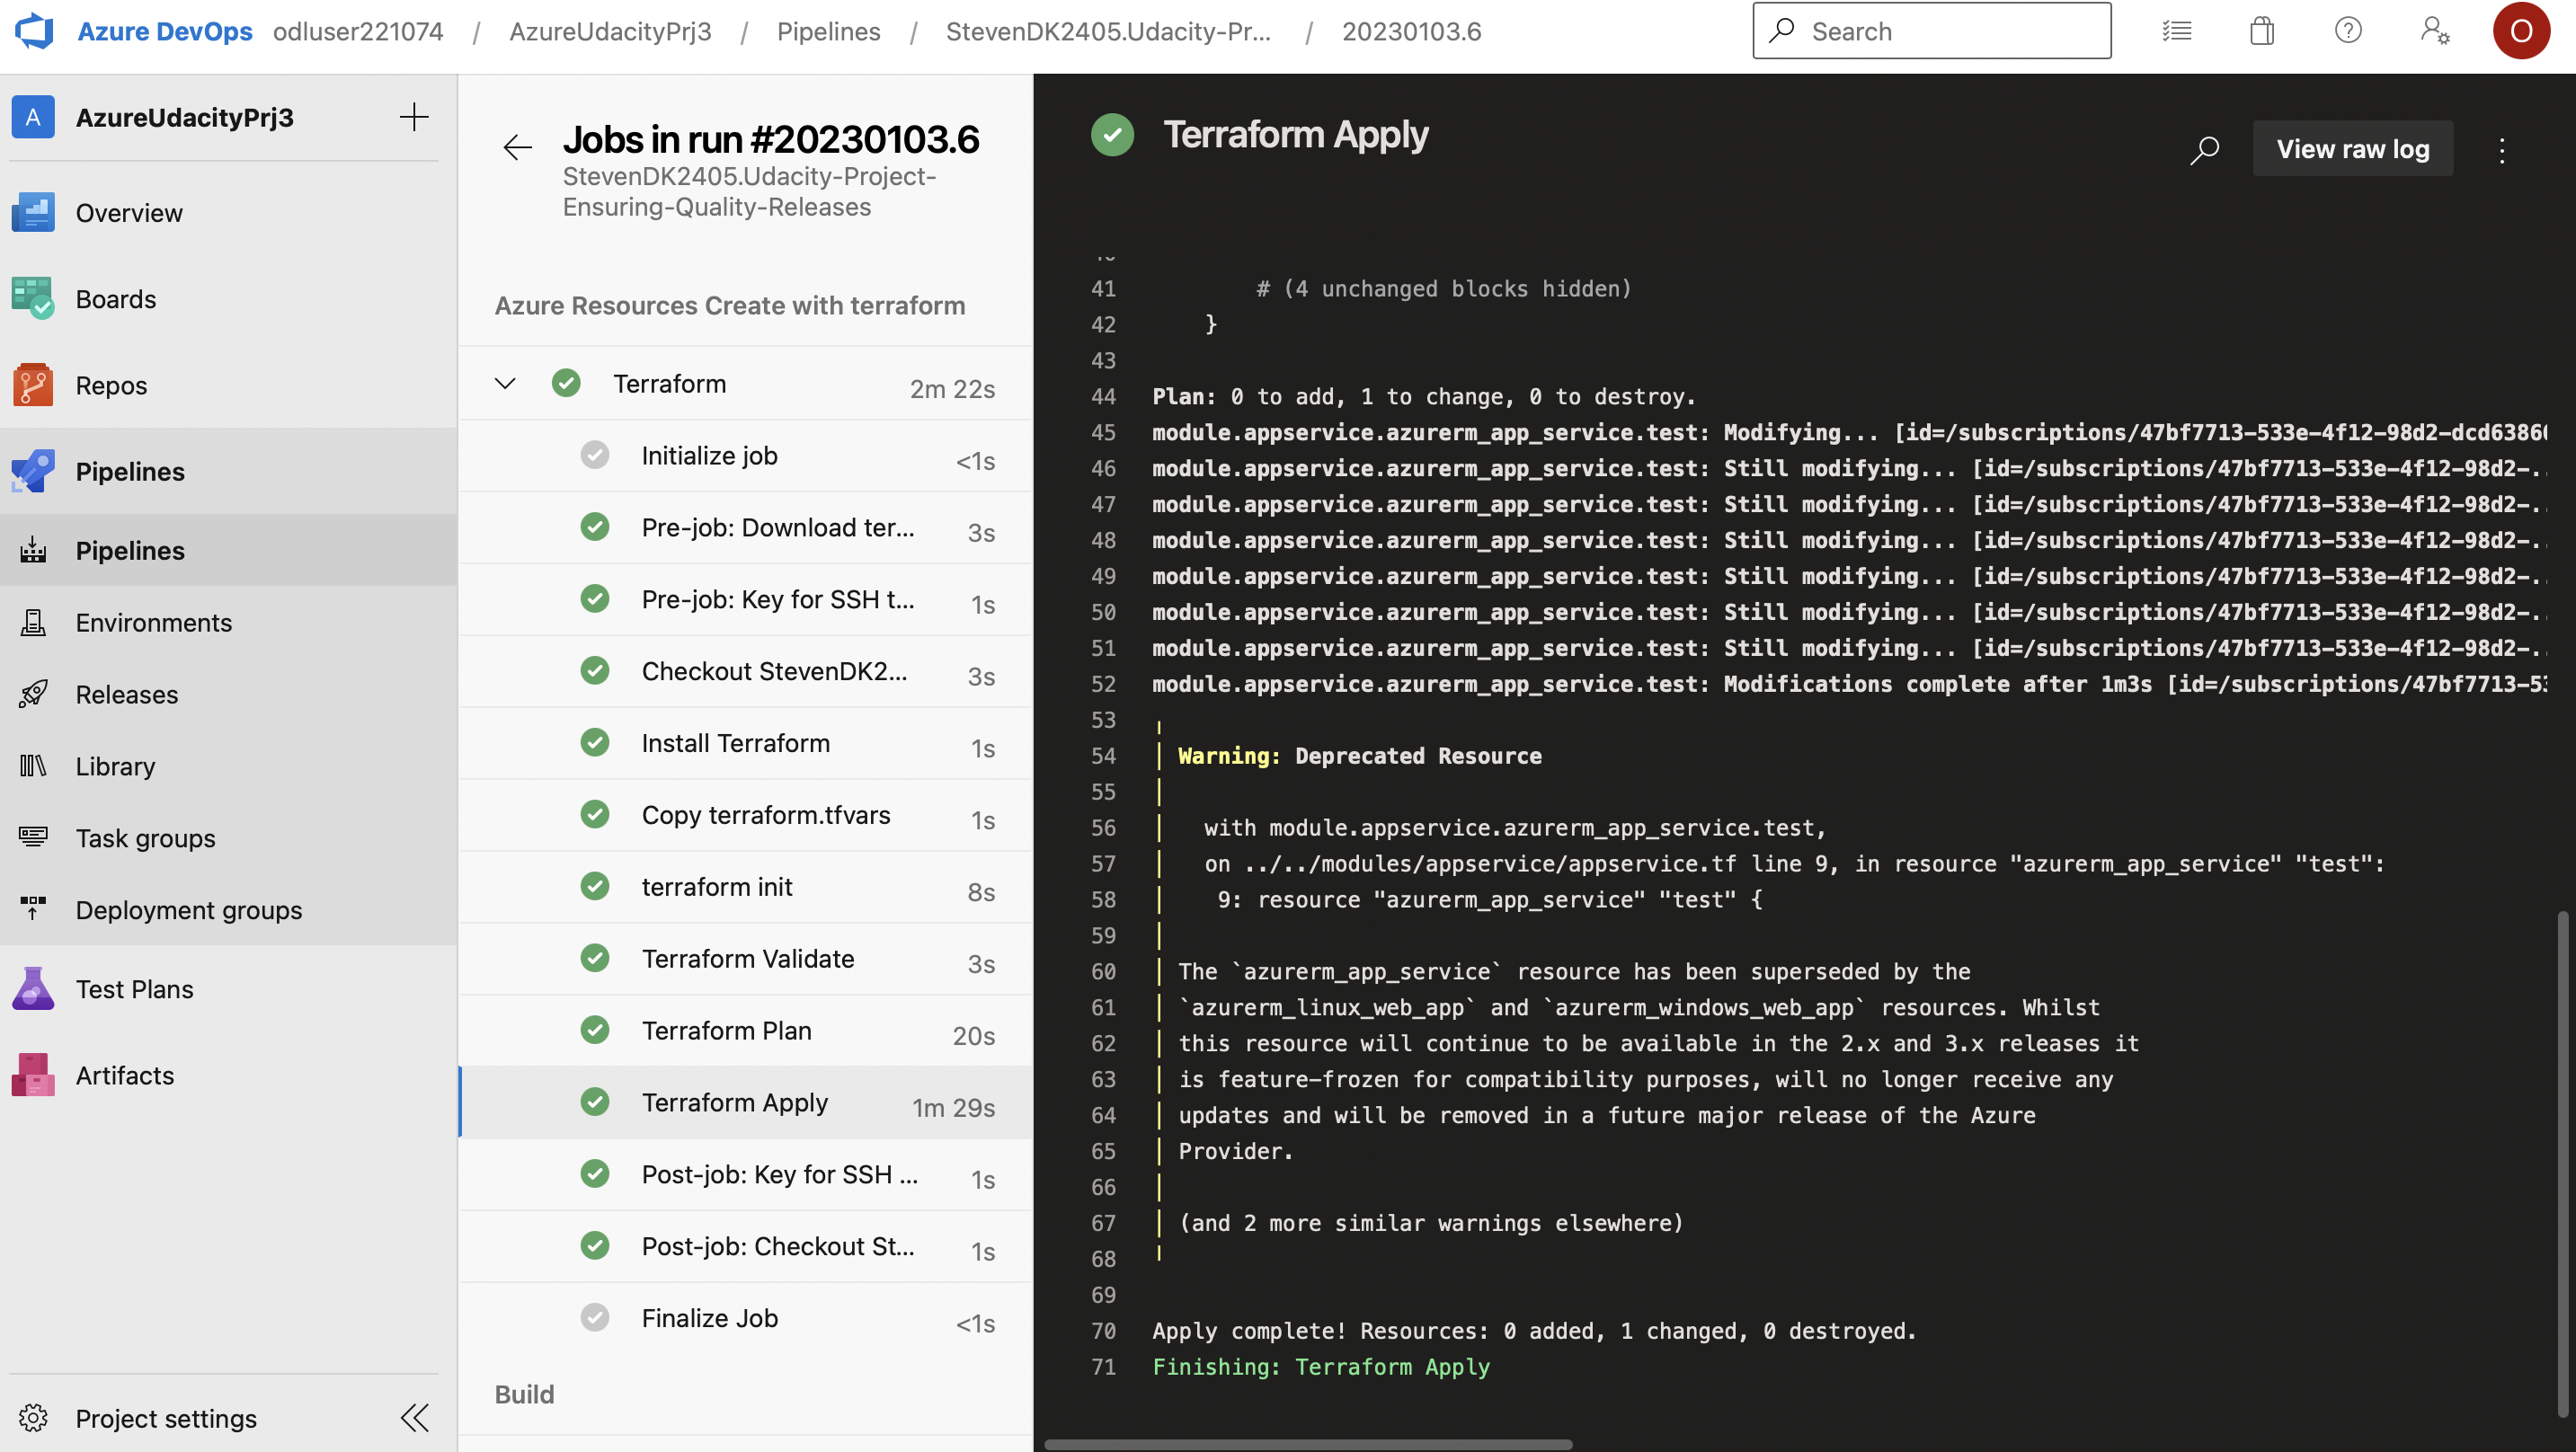 Azure DevOps odluser221074 / AzureUdacityPrj3 / Pipelines / StevenDK2405.Udacity-Pr... / 20230103.6
Search
O
A AzureUdacityPrj3
Overview
Boards
Repos
Pipelines
Pipelines
Environments
Releases
Library
Task groups
Deployment groups
Test Plans
Artifacts
Project settings
Jobs in run #20230103.6
StevenDK2405.Udacity-Project-
Ensuring-Quality-Releases
Azure Resources Create with terraform
Terraform 2m 22s
Initialize job <1s
Pre-job: Download ter... 3s
Pre-job: Key for SSH t... 1s
Checkout StevenDK2... 3s
Install Terraform 1s
Copy terraform.tfvars 1s
terraform init 8s
Terraform Validate 3s
Terraform Plan 20s
Terraform Apply 1m 29s
Post-job: Key for SSH ... 1s
Post-job: Checkout St... 1s
Finalize Job <1s
Build
Terraform Apply
View raw log
41 # (4 unchanged blocks hidden)
42 }
43
44 Plan: 0 to add, 1 to change, 0 to destroy.
45 module.appservice.azurerm_app_service.test: Modifying... [id=/subscriptions/47bf7713-533e-4f12-98d2-dcd6386
46 module.appservice.azurerm_app_service.test: Still modifying... [id=/subscriptions/47bf7713-533e-4f12-98d2-..
47 module.appservice.azurerm_app_service.test: Still modifying... [id=/subscriptions/47bf7713-533e-4f12-98d2-..
48 module.appservice.azurerm_app_service.test: Still modifying... [id=/subscriptions/47bf7713-533e-4f12-98d2-..
49 module.appservice.azurerm_app_service.test: Still modifying... [id=/subscriptions/47bf7713-533e-4f12-98d2-..
50 module.appservice.azurerm_app_service.test: Still modifying... [id=/subscriptions/47bf7713-533e-4f12-98d2-..
51 module.appservice.azurerm_app_service.test: Still modifying... [id=/subscriptions/47bf7713-533e-4f12-98d2-..
52 module.appservice.azurerm_app_service.test: Modifications complete after 1m3s [id=/subscriptions/47bf7713-5
53
54 Warning: Deprecated Resource
55
56 with module.appservice.azurerm_app_service.test,
57 on ../../modules/appservice/appservice.tf line 9, in resource "azurerm_app_service" "test":
58 9: resource "azurerm_app_service" "test" {
59
60 The `azurerm_app_service` resource has been superseded by the
61 `azurerm_linux_web_app` and `azurerm_windows_web_app` resources. Whilst
62 this resource will continue to be available in the 2.x and 3.x releases it
63 is feature-frozen for compatibility purposes, will no longer receive any
64 updates and will be removed in a future major release of the Azure
65 Provider.
66
67 (and 2 more similar warnings elsewhere)
68
69
70 Apply complete! Resources: 0 added, 1 changed, 0 destroyed.
71 Finishing: Terraform Apply